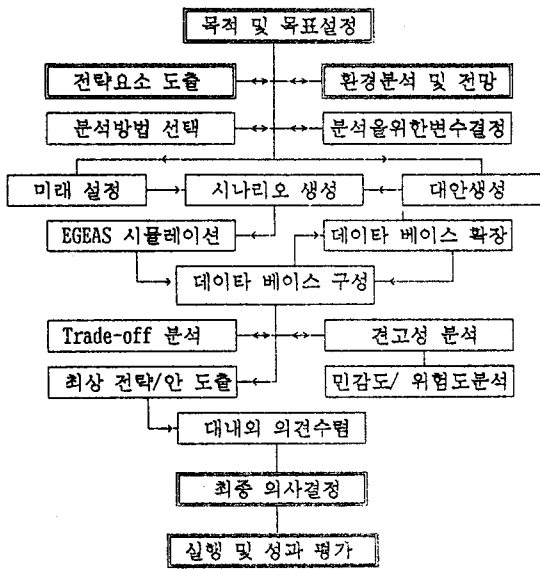 목적 및 목표설정
전략요소 도출
환경분석 및 전망
분석방법 선택
분석을위한변수결정
미래 설정
시나리오 생성
대안생성
EGEAS 시뮬레이션
데이타 베이스 확장
데이타 베이스 구성
Trade-off 분석
견고성 분석
최상 전략/안 도출
민감도/ 위험도분석
대내외 의견수렴
최종 의사결정
실행 및 성과 평가